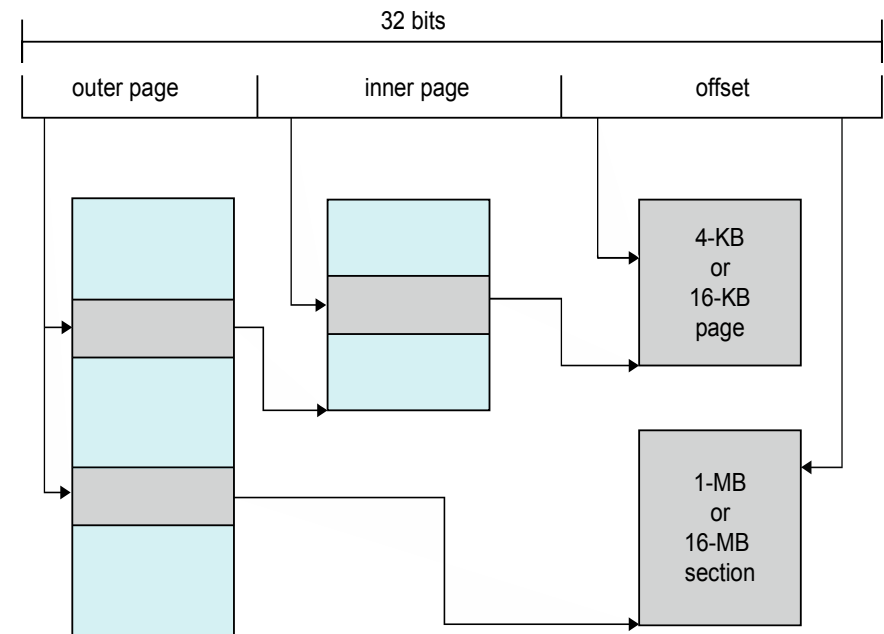 32 bits
outer page
inner page
offset
4-KB
or
16-KB
page
1-MB
or
16-MB
section